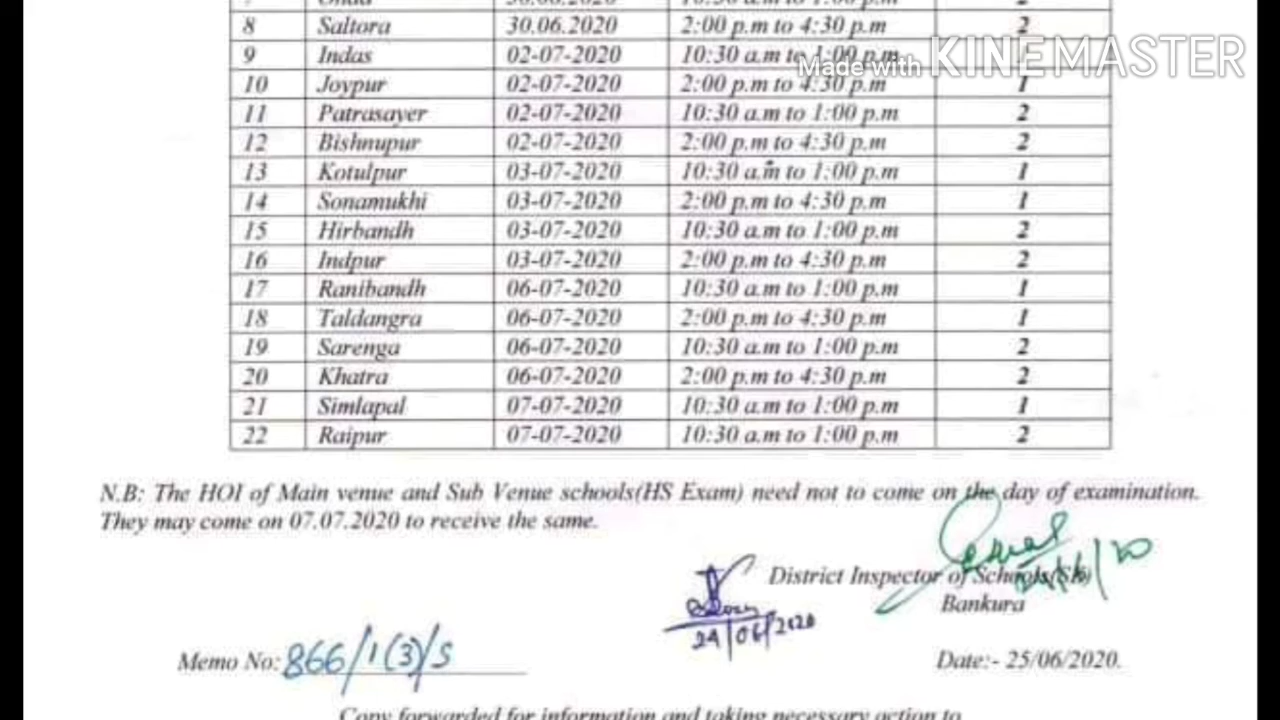 8 Saltora 30.06.2020 2:00 p.m to 4:30 p.m 2
9 Indas 02-07-2020 10:30 a.m to 1:00 p.m
Made with KINEMASTER
10 Joypur 02-07-2020 2:00 p.m to 4:30 p.m 1
11 Patrasayer 02-07-2020 10:30 a.m to 1:00 p.m 2
12 Bishnupur 02-07-2020 2:00 p.m to 4:30 p.m 2
13 Kotulpur 03-07-2020 10:30 a.m to 1:00 p.m 1
14 Sonamukhi 03-07-2020 2:00 p.m to 4:30 p.m 1
15 Hirbandh 03-07-2020 10:30 a.m to 1:00 p.m 2
16 Indpur 03-07-2020 2:00 p.m to 4:30 p.m 2
17 Ranibandh 06-07-2020 10:30 a.m to 1:00 p.m 1
18 Taldangra 06-07-2020 2:00 p.m to 4:30 p.m 1
19 Sarenga 06-07-2020 10:30 a.m to 1:00 p.m 2
20 Khatra 06-07-2020 2:00 p.m to 4:30 p.m 2
21 Simlapal 07-07-2020 10:30 a.m to 1:00 p.m 1
22 Raipur 07-07-2020 10:30 a.m to 1:00 p.m 2
N.B: The HOI of Main venue and Sub Venue schools(HS Exam) need not to come on the day of examination.
They may come on 07.07.2020 to receive the same.
District Inspector of Schools(SE)
Bankura
24/06/2020
Memo No: 866/1(3)/S
Date:- 25/06/2020.
Copy forwarded for information and taking necessary action to